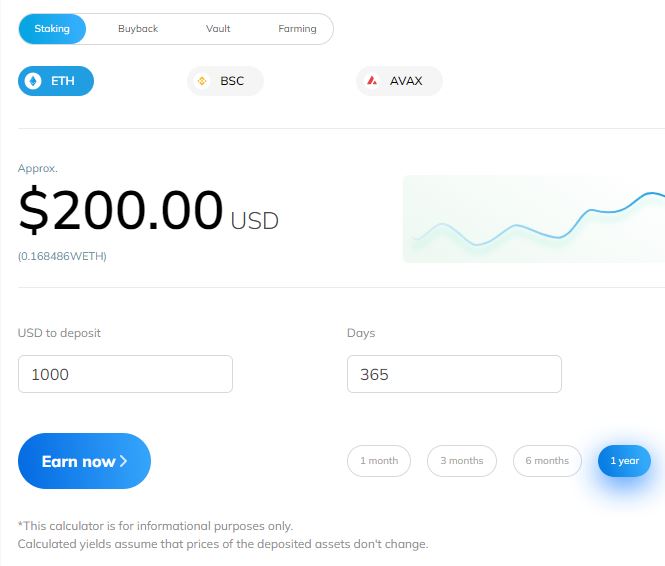 Staking Buyback Vault Farming
ETH BSC AVAX
Approx.
$200.00 USD
(0.168486WETH)
USD to deposit Days
1000 365
Earn now
1 month 3 months 6 months 1 year
*This calculator is for informational purposes only.
Calculated yields assume that prices of the deposited assets don't change.